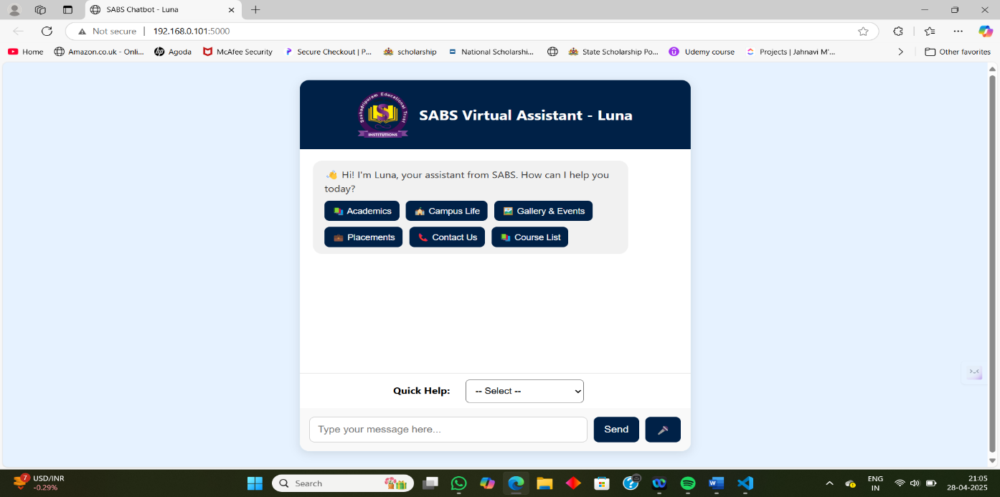 SABS Chatbot - Luna
Not secure | 192.168.0.101:5000
Home Amazon.co.uk - Onli... Agoda McAfee Security Secure Checkout | P... scholarship National Scholarshi... State Scholarship Po... Udemy course Projects | Jahnavi M'... Other favorites
Seshadripuram Educational Trust
INSTITUTIONS
SABS Virtual Assistant - Luna
👋 Hi! I'm Luna, your assistant from SABS. How can I help you
today?
Academics Campus Life Gallery & Events
Placements Contact Us Course List
Quick Help: -- Select --
Type your message here... Send
7 USD/INR
-0.29%
Search
ENG
IN
21:05
28-04-2025